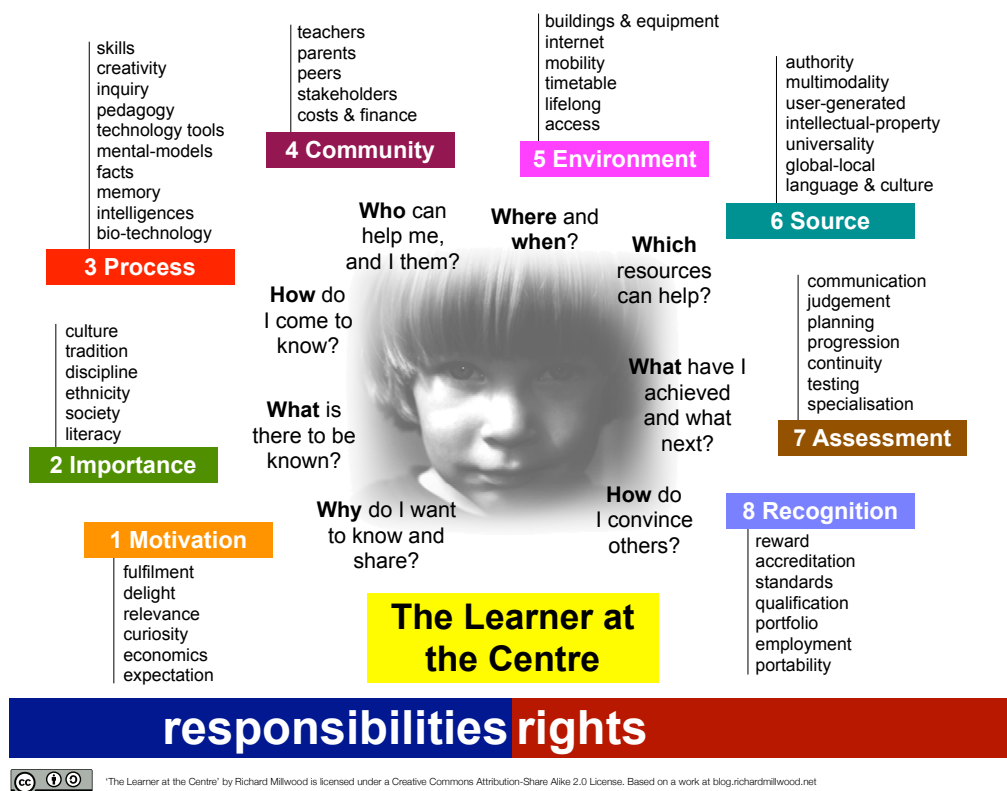 skills
creativity
inquiry
pedagogy
technology tools
mental-models
facts
memory
intelligences
bio-technology
3 Process
teachers
parents
peers
stakeholders
costs & finance
4 Community
buildings & equipment
internet
mobility
timetable
lifelong
access
5 Environment
authority
multimodality
user-generated
intellectual-property
universality
global-local
language & culture
6 Source
Who can
help me,
and I them?
Where and
when?
Which
resources
can help?
How do
I come to
know?
What have I
achieved
and what
next?
What is
there to be
known?
Why do I want
to know and
share?
How do
I convince
others?
culture
tradition
discipline
ethnicity
society
literacy
2 Importance
communication
judgement
planning
progression
continuity
testing
specialisation
7 Assessment
1 Motivation
fulfilment
delight
relevance
curiosity
economics
expectation
8 Recognition
reward
accreditation
standards
qualification
portfolio
employment
portability
The Learner at
the Centre
responsibilities rights
cc 'The Learner at the Centre' by Richard Millwood is licensed under a Creative Commons Attribution-Share Alike 2.0 License. Based on a work at blog.richardmillwood.net